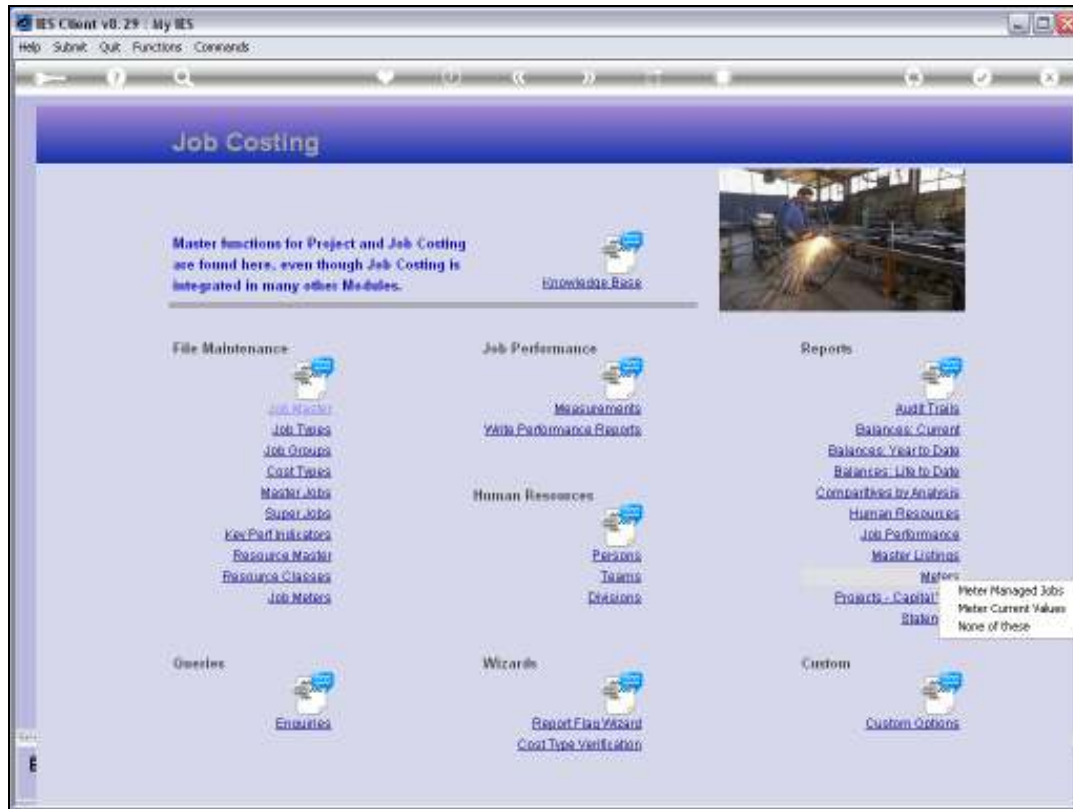 IES Client v8.29 : My IES
Help Submit Quit Functions Commands
Job Costing
Master functions for Project and Job Costing
are found here, even though Job Costing is
integrated in many other Modules.
Knowledge Base
File Maintenance
Job Master
Job Types
Job Groups
Cost Types
Master Jobs
Super Jobs
Key Perf Indicators
Resource Master
Resource Classes
Job Meters
Job Performance
Measurements
Write Performance Reports
Human Resources
Persons
Teams
Divisions
Reports
Audit Trails
Balances: Current
Balances: Year to Date
Balances: Life to Date
Comparitives by Analysis
Human Resources
Job Performance
Master Listings
Meters
Projects - Capital
Meter Managed Jobs
Meter Current Values
None of these
Queries
Enquiries
Wizards
Report Flag Wizard
Cost Type Verification
Custom
Custom Options